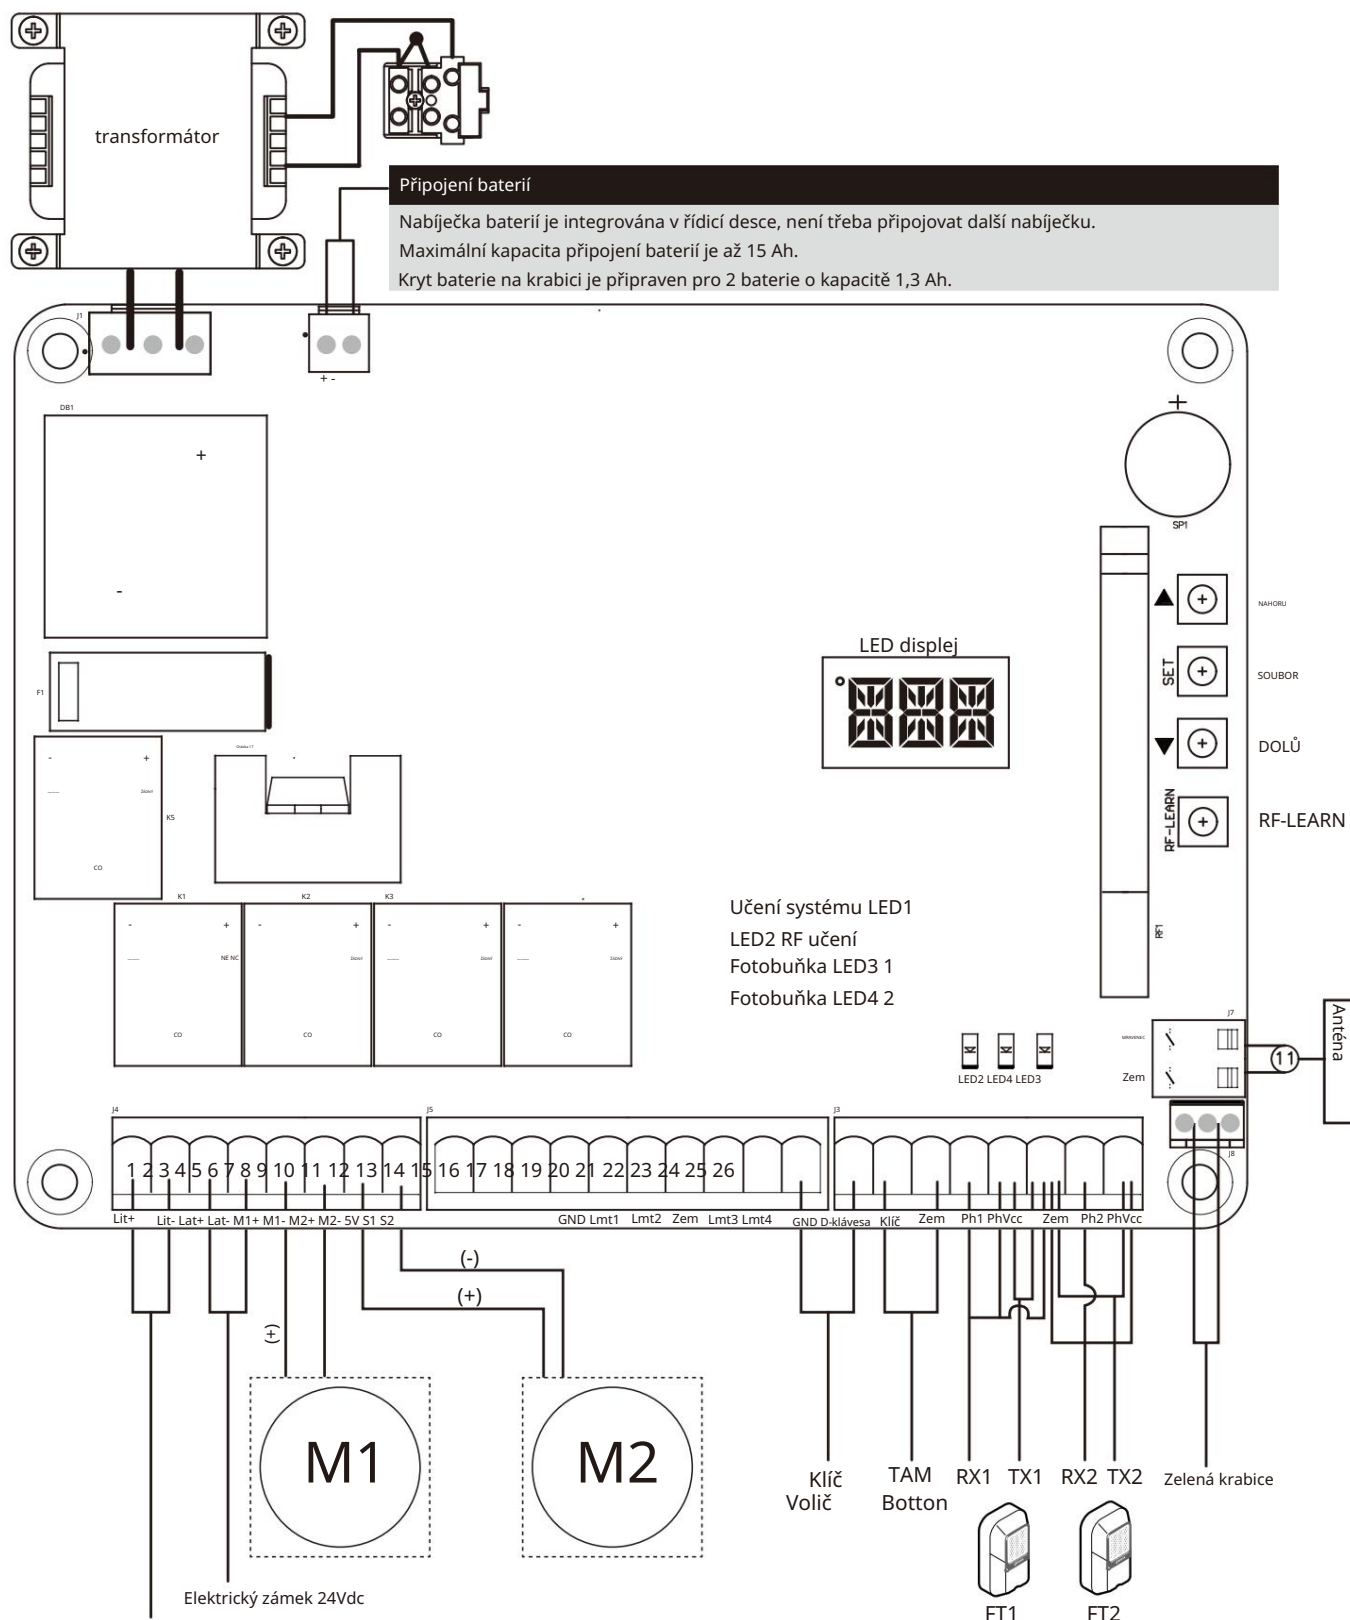 transformátor
Připojení baterií
Nabíječka baterií je integrována v řídicí desce, není třeba připojovat další nabíječku.
Maximální kapacita připojení baterií je až 15 Ah.
Kryt baterie na krabici je připraven pro 2 baterie o kapacitě 1,3 Ah.
J1
+ -
DB1
+
-
+
SP1
NAHORU
SET
SOUBOR
DOLŮ
RF-LEARN
RF-LEARN
LED displej
F1
- +
K5
CO
K1
K2
K3
- +
- +
- +
- +
NE NC
CO
CO
CO
CO
Učení systému LED1
LED2 RF učení
Fotobuňka LED3 1
Fotobuňka LED4 2
RF1
J7
MRAVENEC
Zem
11
Anténa
LED2 LED4 LED3
J4
J5
J3
J8
1 2 3 4 5 6 7 8 9 10 11 12 13 14 15 16 17 18 19 20 21 22 23 24 25 26
Lit+ Lit- Lat+ Lat- M1+ M1- M2+ M2- 5V S1 S2 GND Lmt1 Lmt2 Zem Lmt3 Lmt4 GND D-klávesa Klíč Zem Ph1 PhVcc Zem Ph2 PhVcc
(-)
(+)
(+)
M1
M2
Klíč
Volič
TAM
Botton
RX1 TX1 RX2 TX2
Zelená krabice
Elektrický zámek 24Vdc
FT1
FT2